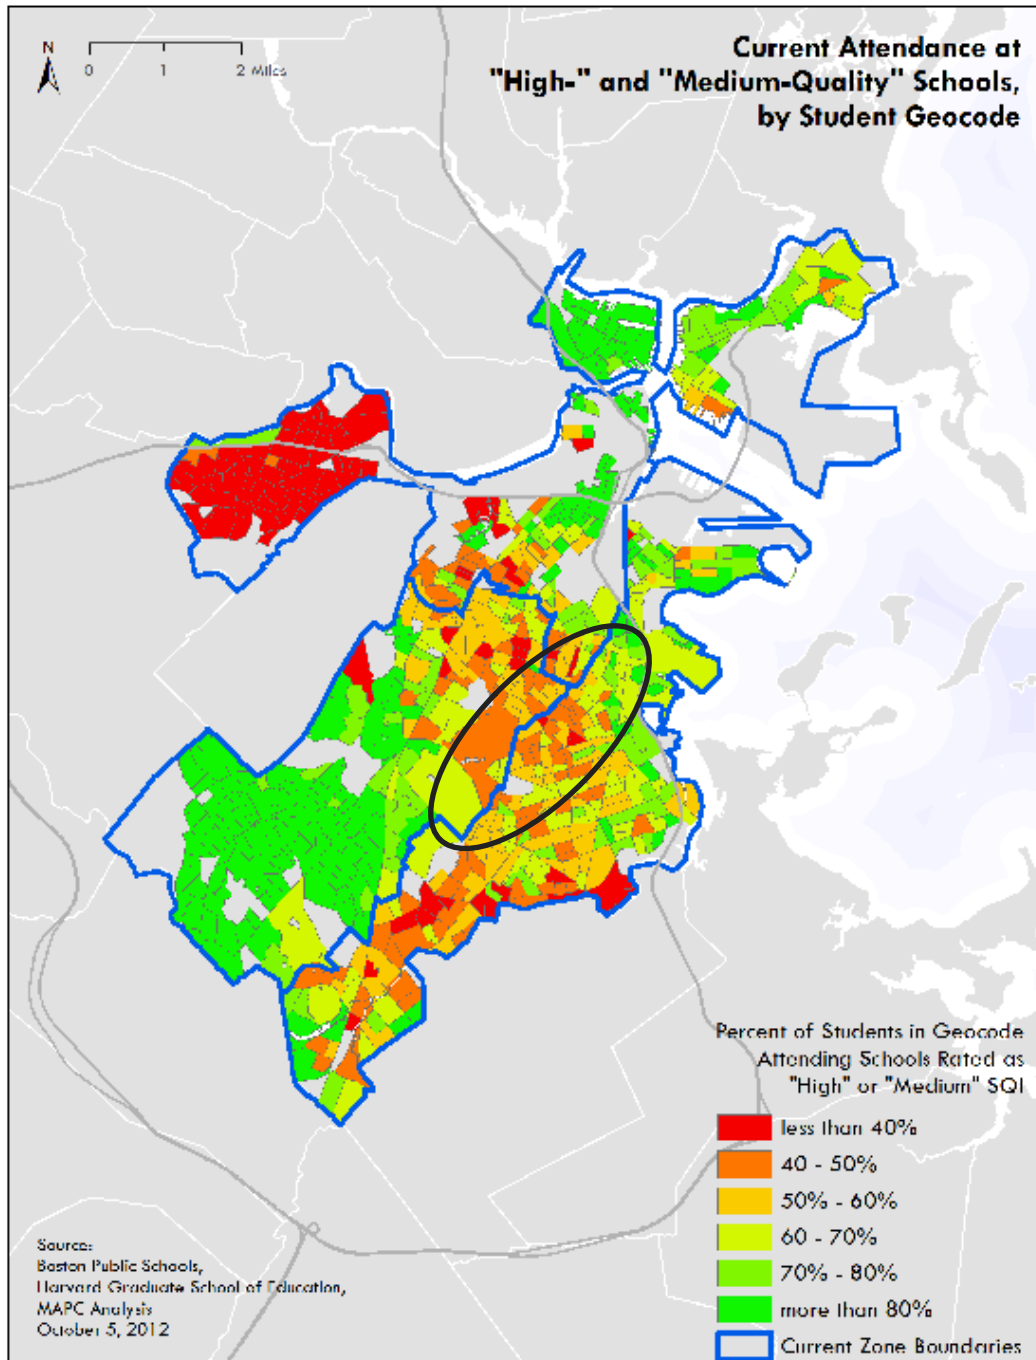 Current Attendance at
"High-" and "Medium-Quality" Schools,
by Student Geocode
N
0 1 2 Miles
Percent of Students in Geocode
Attending Schools Rated as
"High" or "Medium" SQI
less than 40%
40 - 50%
50% - 60%
60 - 70%
70% - 80%
more than 80%
Current Zone Boundaries
Source:
Boston Public Schools,
Harvard Graduate School of Education,
MAPC Analysis
October 5, 2012